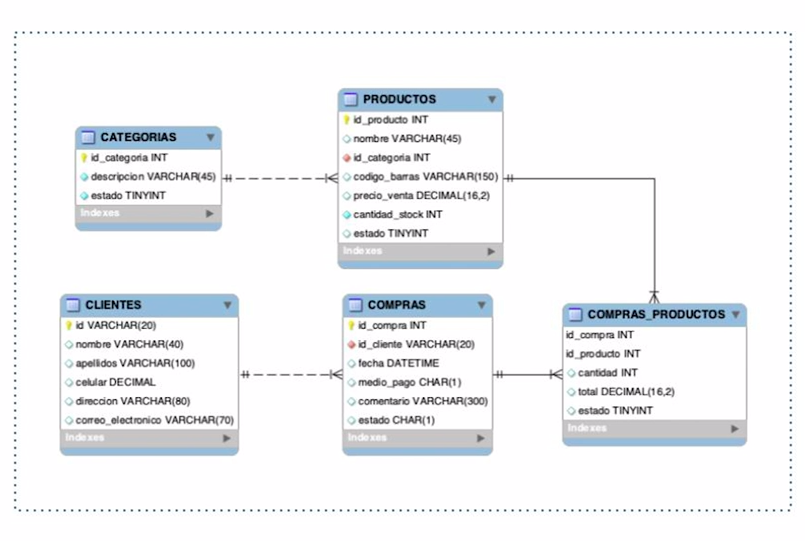 CATEGORIAS
id_categoria INT
descripcion VARCHAR(45)
estado TINYINT
Indexes
PRODUCTOS
id_producto INT
nombre VARCHAR(45)
id_categoria INT
codigo_barras VARCHAR(150)
precio_venta DECIMAL(16,2)
cantidad_stock INT
estado TINYINT
Indexes
CLIENTES
id VARCHAR(20)
nombre VARCHAR(40)
apellidos VARCHAR(100)
celular DECIMAL
direccion VARCHAR(80)
correo_electronico VARCHAR(70)
Indexes
COMPRAS
id_compra INT
id_cliente VARCHAR(20)
fecha DATETIME
medio_pago CHAR(1)
comentario VARCHAR(300)
estado CHAR(1)
Indexes
COMPRAS_PRODUCTOS
id_compra INT
id_producto INT
cantidad INT
total DECIMAL(16,2)
estado TINYINT
Indexes